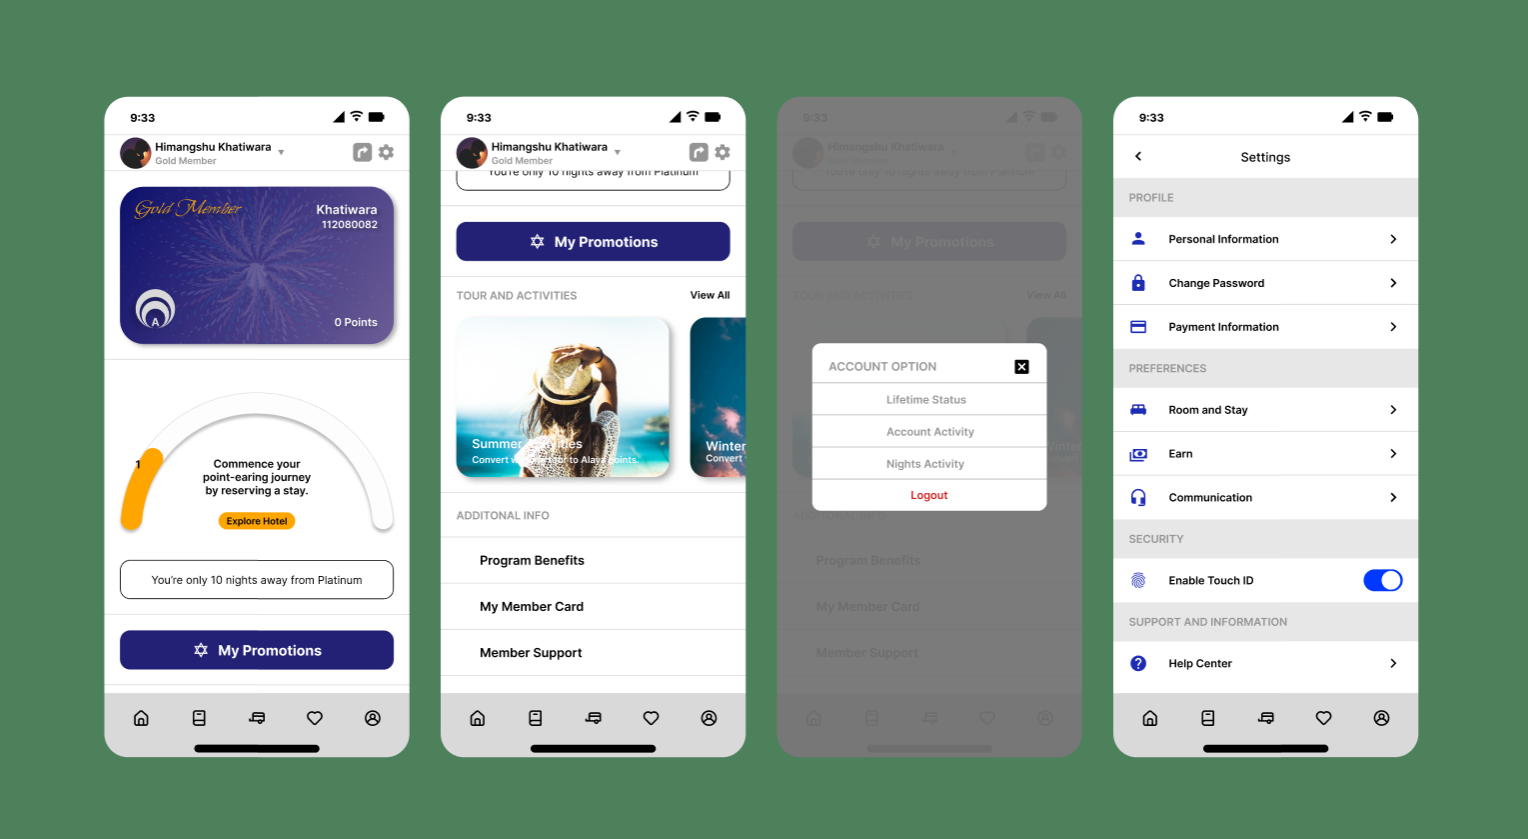 9:33
Himangshu Khatiwara
Gold Member
Gold Member
Khatiwara
112080082
A
0 Points
1
Commence your
point-earing journey
by reserving a stay.
Explore Hotel
You're only 10 nights away from Platinum
My Promotions
9:33
Himangshu Khatiwara
Gold Member
You're only 10 nights away from Platinum
My Promotions
TOUR AND ACTIVITIES
View All
Summer
Convert
to Alaya points.
Winter
Convert
ADDITONAL INFO
Program Benefits
My Member Card
Member Support
9:33
Himangshu Khatiwara
Gold Member
You're only 10 nights away from Platinum
My Promotions
TOUR AND ACTIVITIES
View All
ACCOUNT OPTION
Lifetime Status
Account Activity
Nights Activity
Logout
ADDITONAL INFO
Program Benefits
My Member Card
Member Support
9:33
Settings
PROFILE
Personal Information
Change Password
Payment Information
PREFERENCES
Room and Stay
Earn
Communication
SECURITY
Enable Touch ID
SUPPORT AND INFORMATION
Help Center